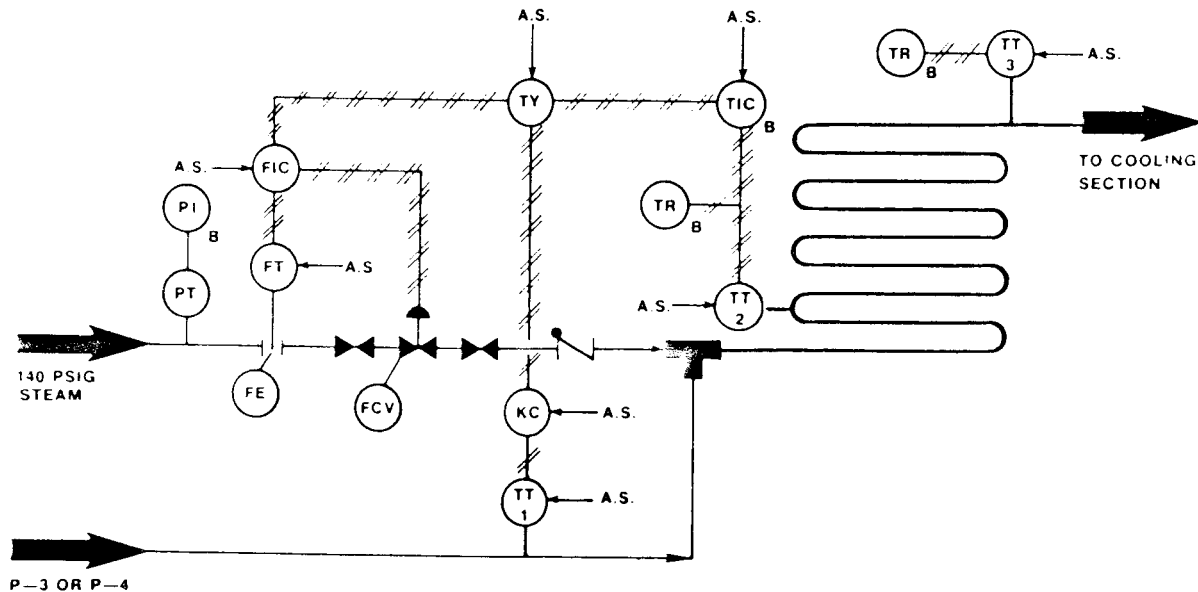 A.S.
A.S.
TR
B
TT
3
A.S.
TY
TIC
B
TO COOLING
SECTION
A.S.
FIC
PI
B
TR
B
FT
A.S
PT
A.S.
TT
2
140 PSIG
STEAM
FE
FCV
KC
A.S.
TT
1
A.S.
P—3 OR P—4